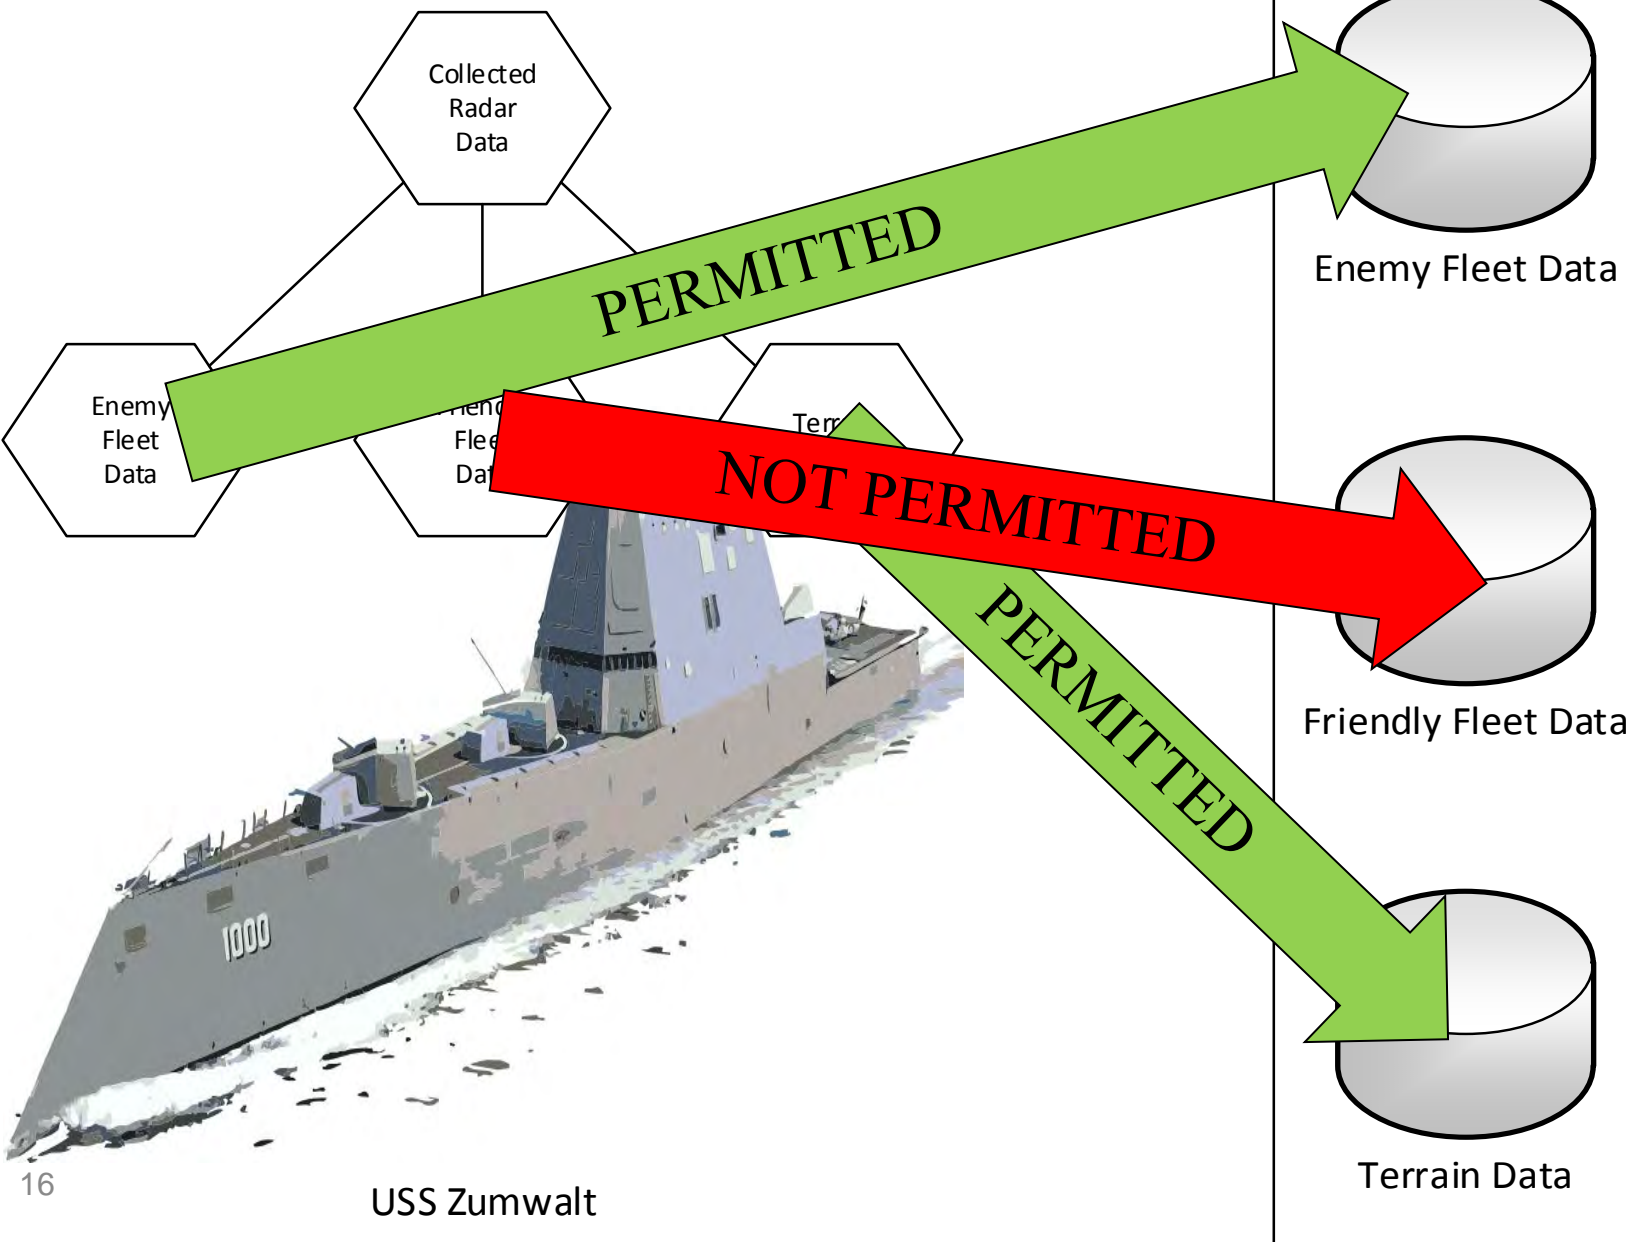 Collected
Radar
Data
PERMITTED
Enemy Fleet Data
Enemy
Fleet
Data
NOT PERMITTED
PERMITTED
Friendly Fleet Data
1000
Terrain Data
16
USS Zumwalt